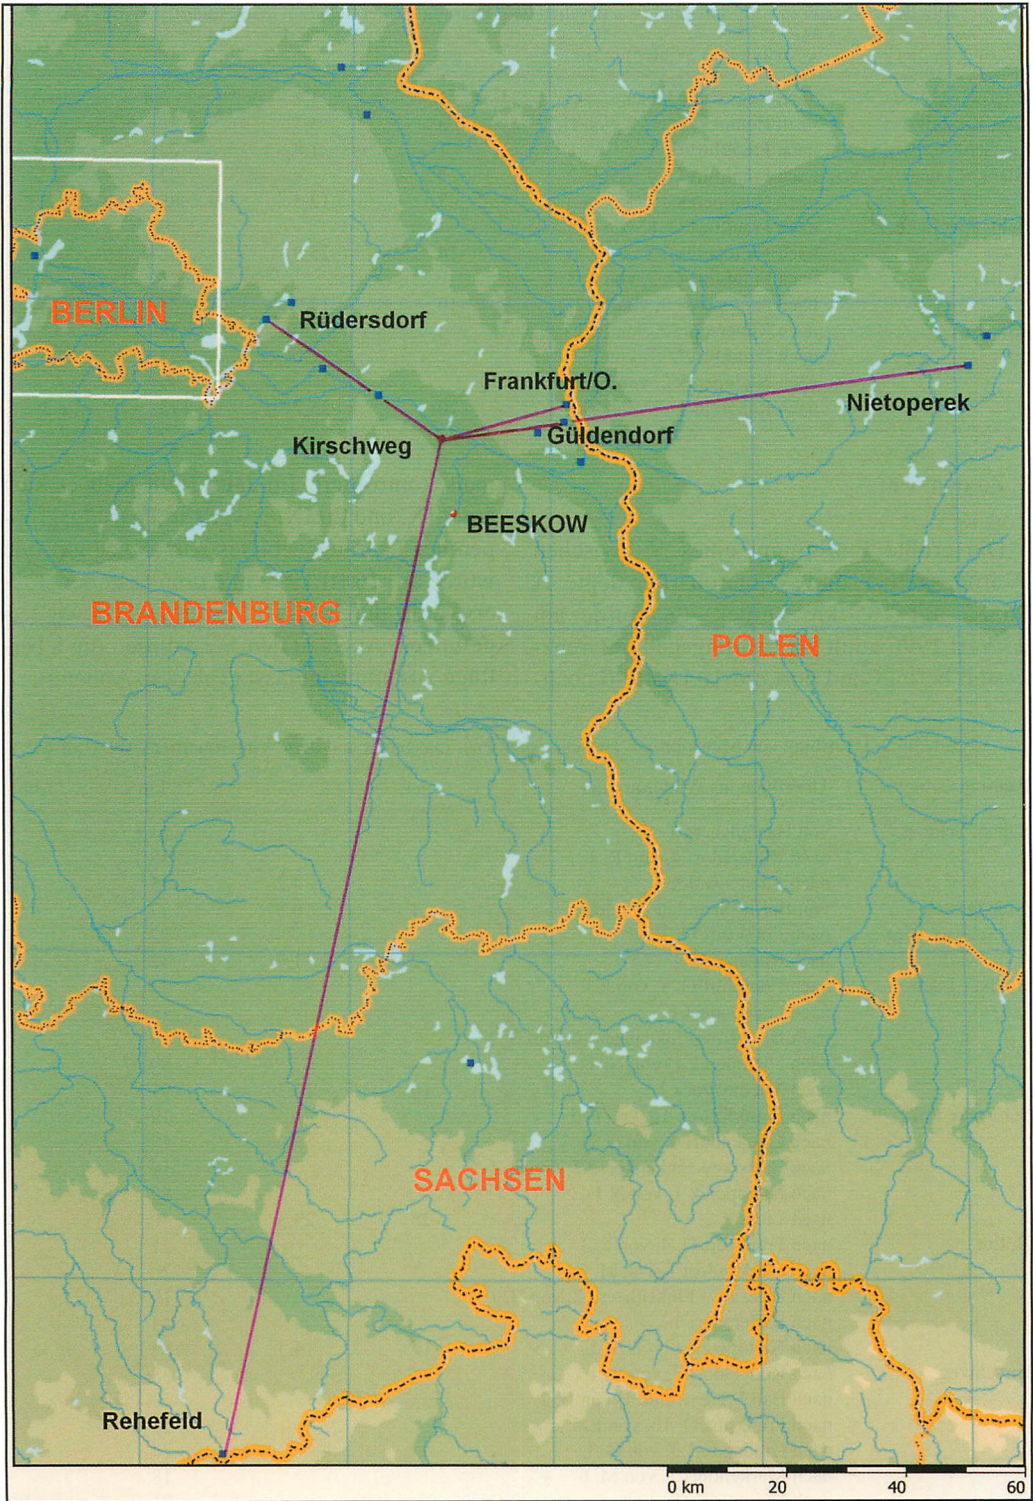 BERLIN
Rüdersdorf
Frankfurt/O.
Nietoperek
Kirschweg
Güldendorf
BEESKOW
BRANDENBURG
POLEN
SACHSEN
Rehefeld
0 km 20 40 60